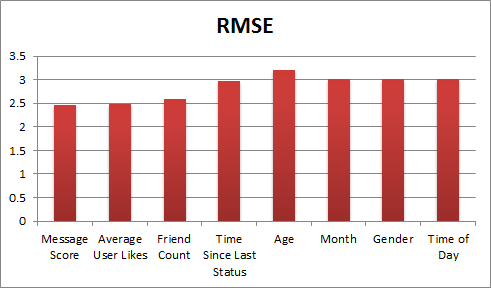 RMSE
3.5
3
2.5
2
1.5
1
0.5
0
Message Score
Average User Likes
Friend Count
Time Since Last Status
Age
Month
Gender
Time of Day